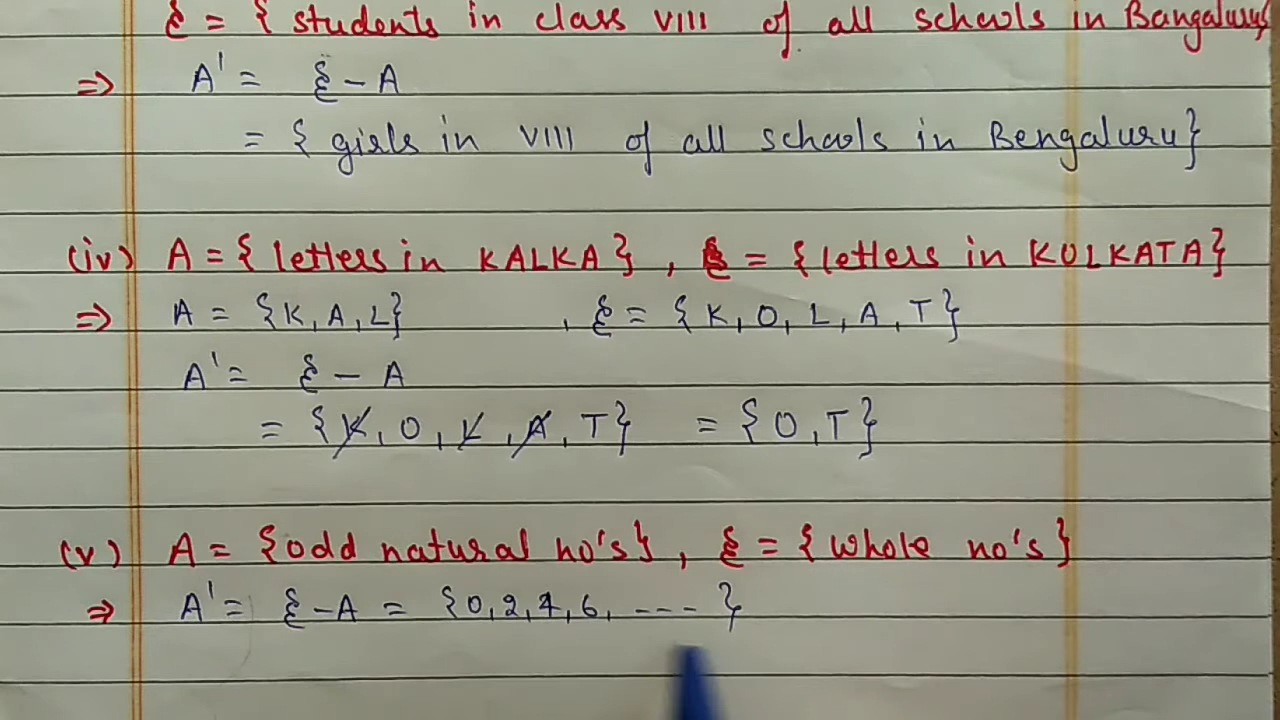 ξ = { students in class VIII of all schools in Bangaluru}
⇒ A' = ξ - A
= { girls in VIII of all schools in Bengaluru}
(iv) A = { letters in KALKA } , ξ = { letters in KOLKATA }
⇒ A = { K, A, L } , ξ = { K, O, L, A, T }
A' = ξ - A
= { K, O, L, A, T } = { O, T }
(v) A = { odd natural no's } , ξ = { whole no's }
⇒ A' = ξ - A = { 0, 2, 4, 6, ---- }